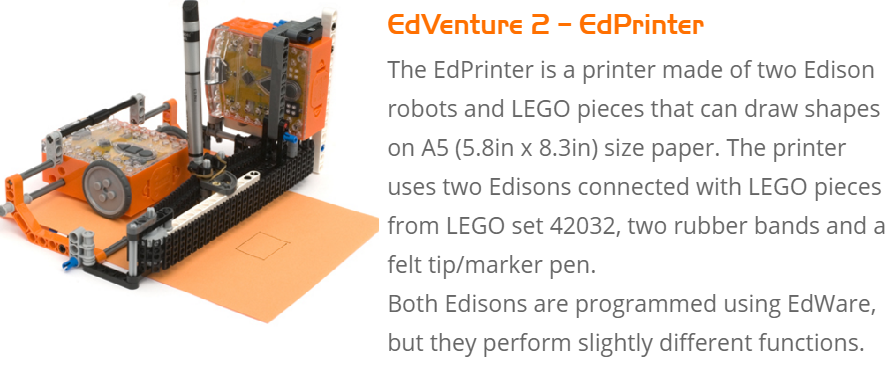 EdVenture 2 – EdPrinter
The EdPrinter is a printer made of two Edison
robots and LEGO pieces that can draw shapes
on A5 (5.8in x 8.3in) size paper. The printer
uses two Edisons connected with LEGO pieces
from LEGO set 42032, two rubber bands and a
felt tip/marker pen.
Both Edisons are programmed using EdWare,
but they perform slightly different functions.